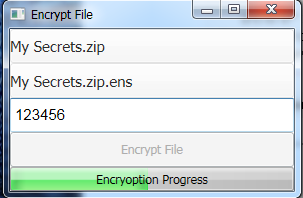 Encrypt File
My Secrets.zip
My Secrets.zip.ens
123456
Encrypt File
Encryoption Progress